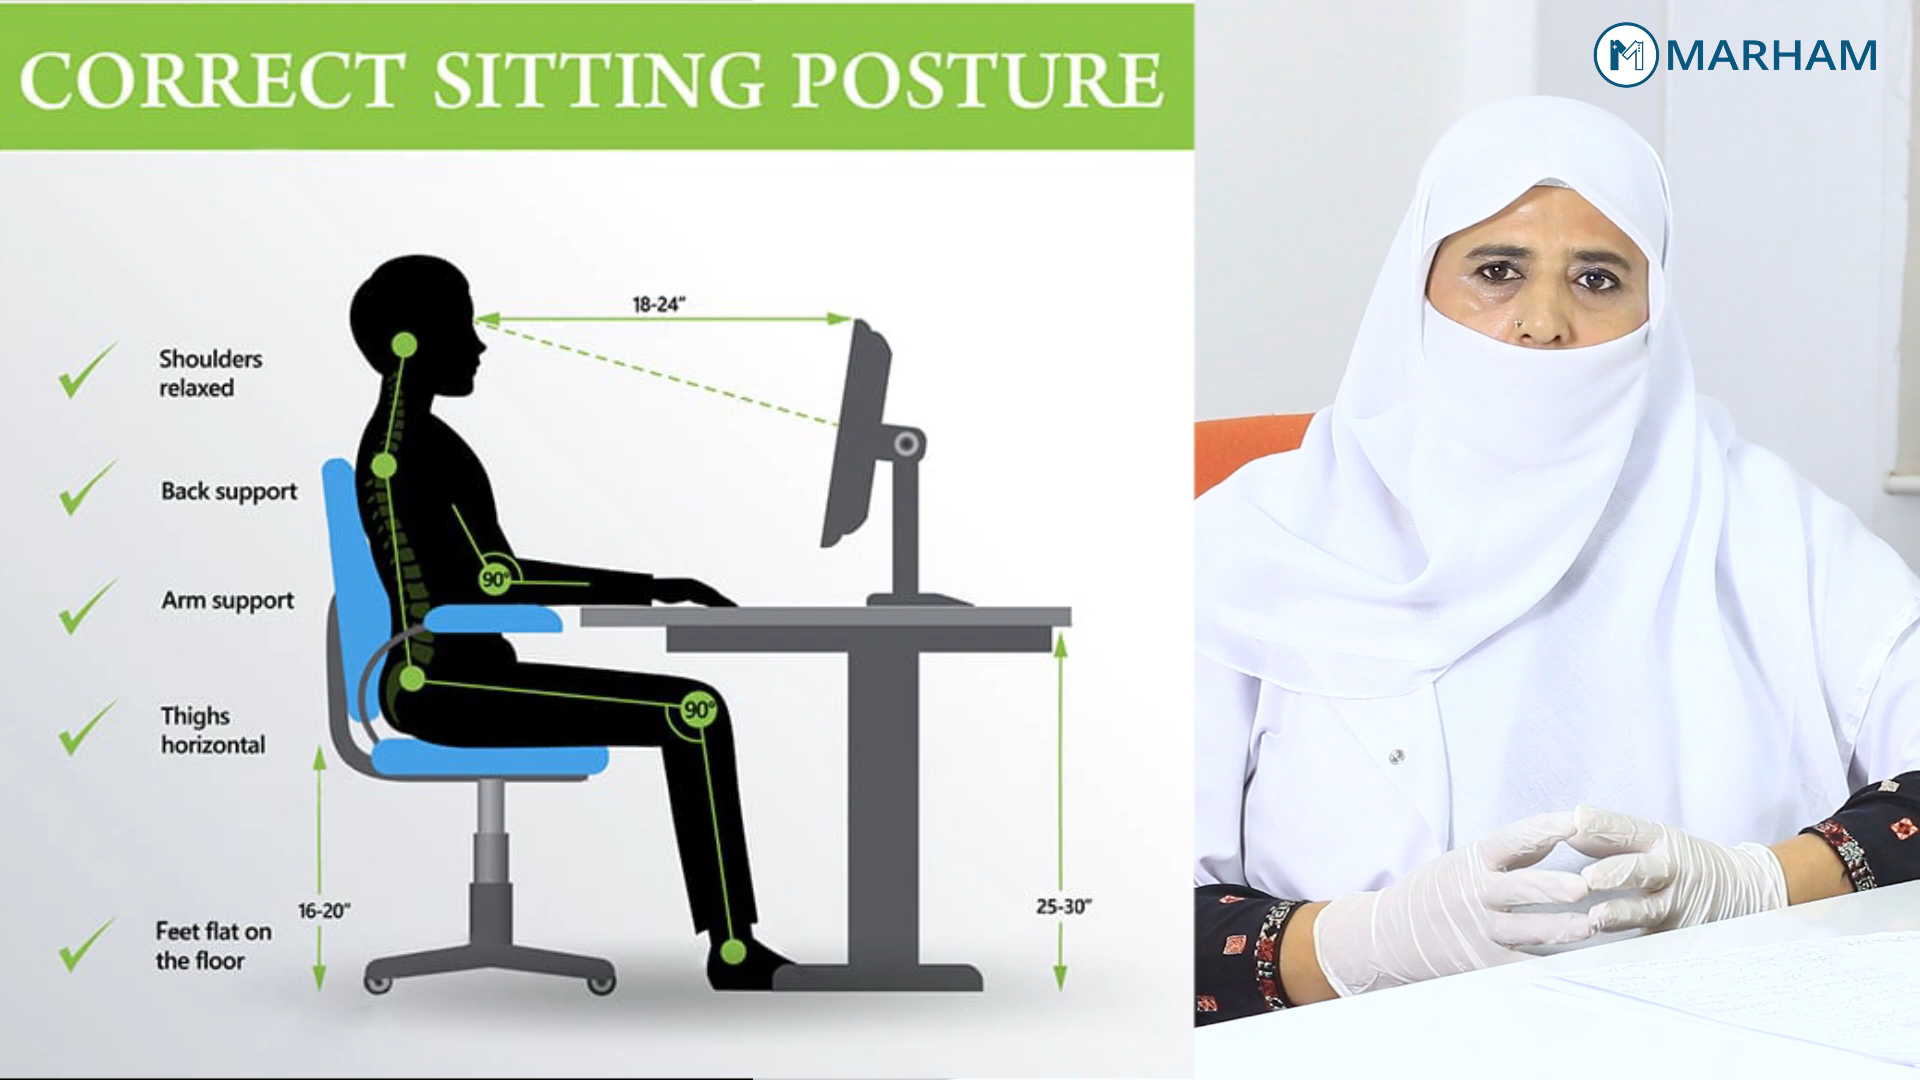 CORRECT SITTING POSTURE
MARHAM
18-24”
Shoulders
relaxed
Back support
90°
Arm support
Thighs
horizontal
90°
16-20”
25-30”
Feet flat on
the floor